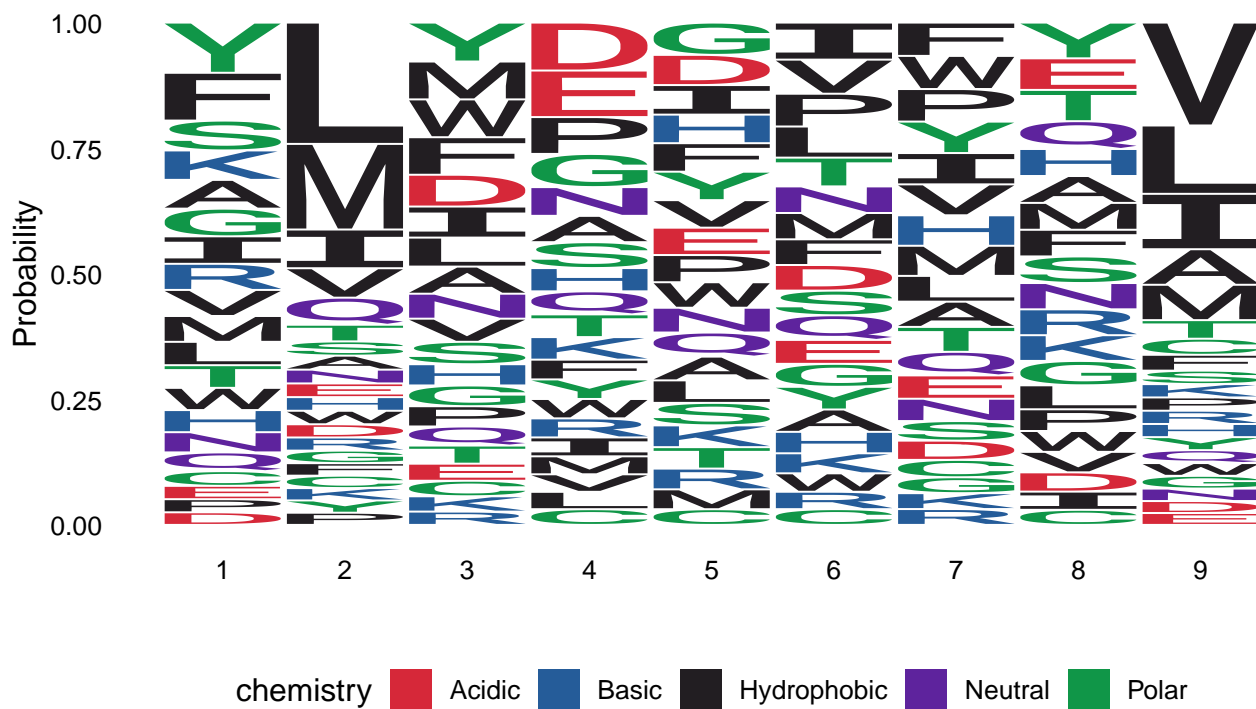 Probability
1.00
0.75
0.50
0.25
0.00
Y F S K A G I R V M L T W H N Q C E P D
L M I V Q T S A N E H W D R G F C K Y P
Y M W F D I L A N V S H G P Q T E C K R
D E P G N A S H Q T K F Y W R I M V L C
G D I H F Y V E P W N Q A L S K T R M C
I V P L T N M F D S Q E G Y A H K W R C
F W P Y I V H M L A T Q E N S D C G K R
Y E T Q H A M F S N R K G L P W V D I C
V L I A M T C F S K P R H Y Q W G N D E
1 2 3 4 5 6 7 8 9
chemistry Acidic Basic Hydrophobic Neutral Polar